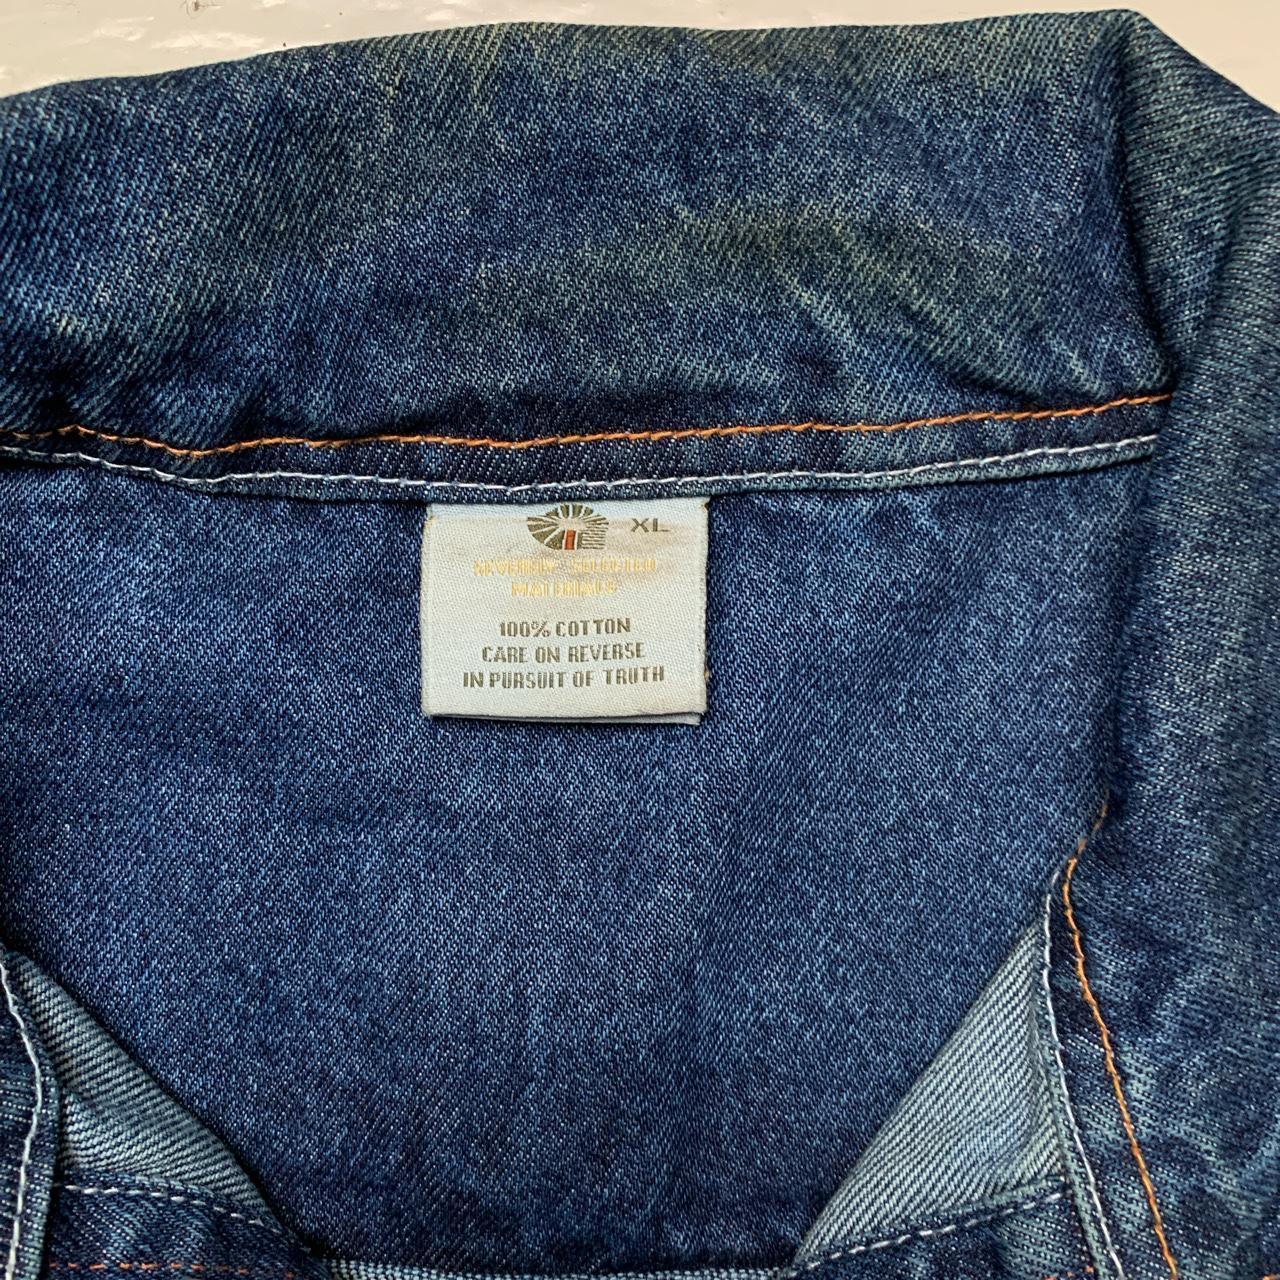 XL
SEVERELY SELECTED
MATERIALS
100% COTTON
CARE ON REVERSE
IN PURSUIT OF TRUTH